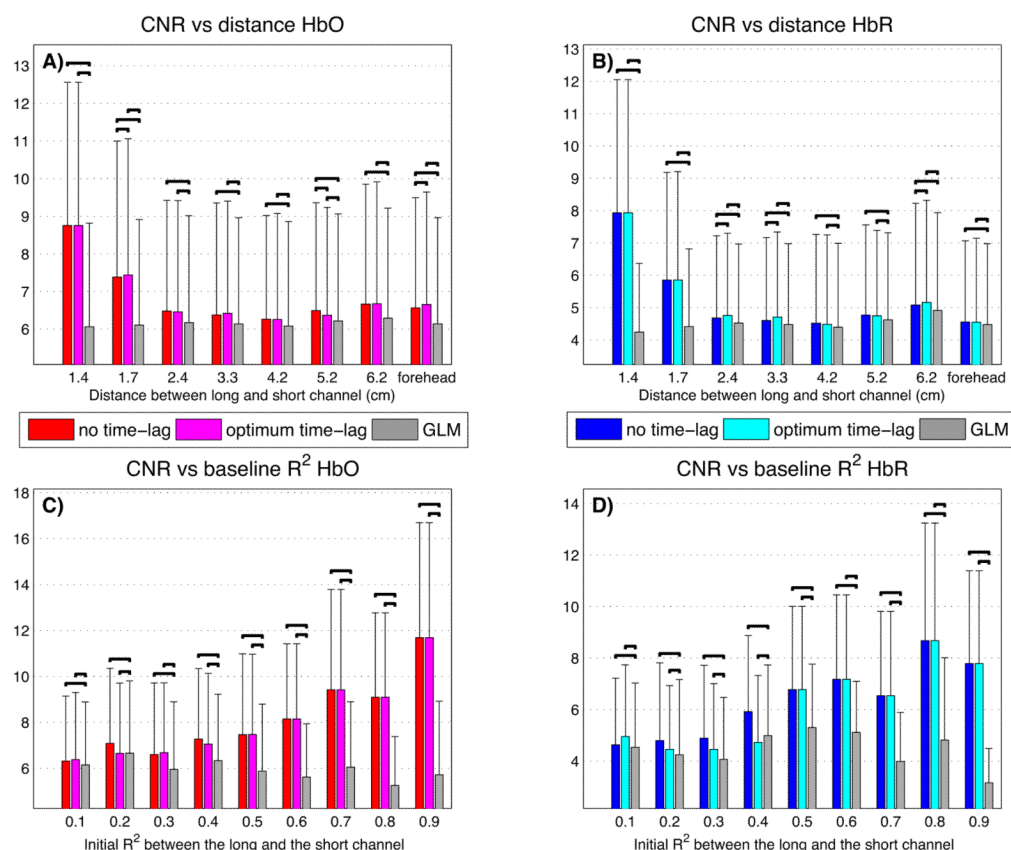 CNR vs distance HbO
A)
13
12
11
10
9
8
7
6
1.4 1.7 2.4 3.3 4.2 5.2 6.2 forehead
Distance between long and short channel (cm)
CNR vs distance HbR
B)
13
12
11
10
9
8
7
6
5
4
1.4 1.7 2.4 3.3 4.2 5.2 6.2 forehead
Distance between long and short channel (cm)
no time-lag optimum time-lag GLM
no time-lag optimum time-lag GLM
CNR vs baseline R² HbO
C)
18
16
14
12
10
8
6
0.1 0.2 0.3 0.4 0.5 0.6 0.7 0.8 0.9
Initial R² between the long and the short channel
CNR vs baseline R² HbR
D)
14
12
10
8
6
4
0.1 0.2 0.3 0.4 0.5 0.6 0.7 0.8 0.9
Initial R² between the long and the short channel